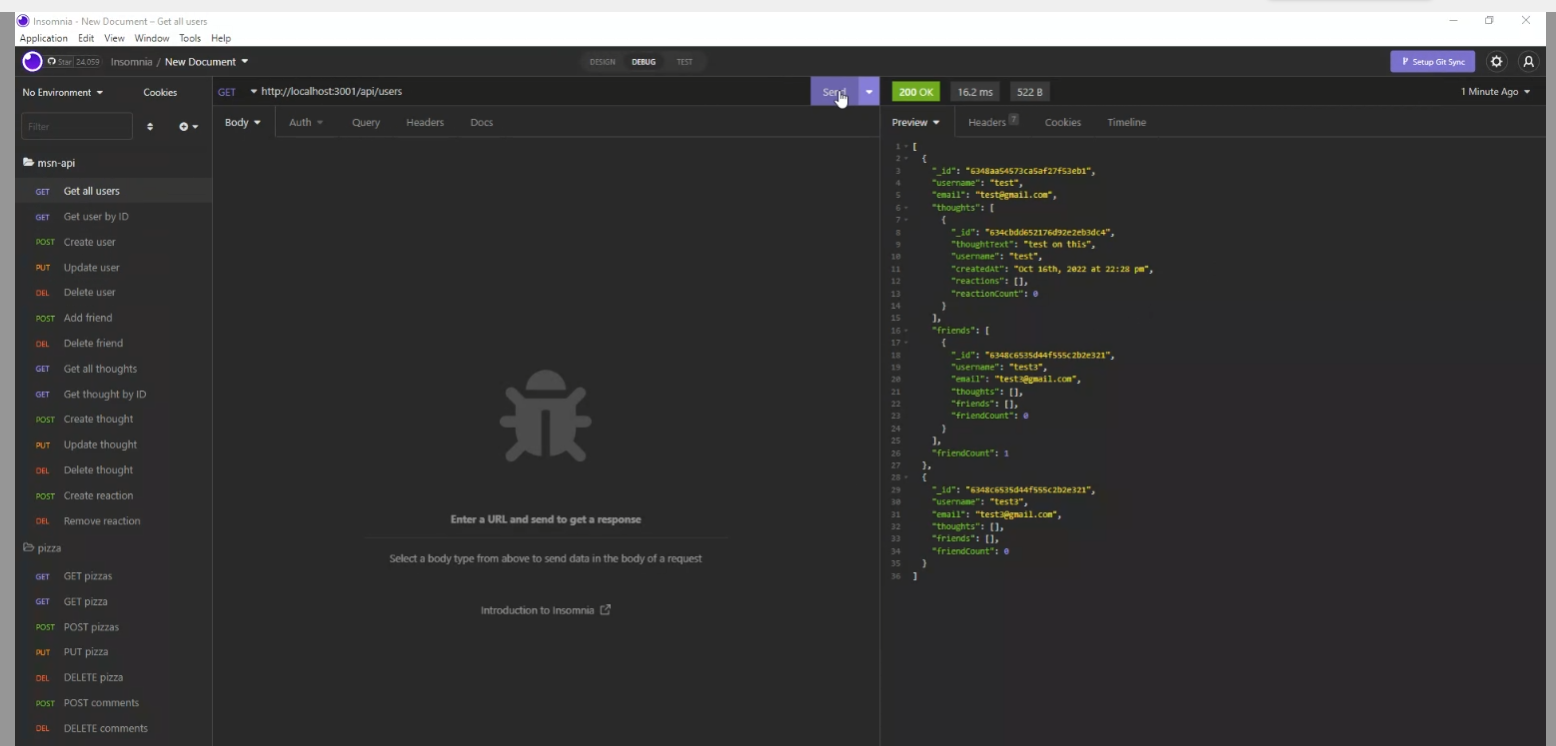 Insomnia - New Document – Get all users
Application Edit View Window Tools Help
Star 24,059 Insomnia / New Document DESIGN DEBUG TEST Setup Git Sync
No Environment Cookies
Filter
msn-api
GET Get all users
GET Get user by ID
POST Create user
PUT Update user
DEL Delete user
POST Add friend
DEL Delete friend
GET Get all thoughts
GET Get thought by ID
POST Create thought
PUT Update thought
DEL Delete thought
POST Create reaction
DEL Remove reaction
pizza
GET GET pizzas
GET GET pizza
POST POST pizzas
PUT PUT pizza
DEL DELETE pizza
POST POST comments
DEL DELETE comments
GET http://localhost:3001/api/users Send
Body Auth Query Headers Docs
Enter a URL and send to get a response
Select a body type from above to send data in the body of a request
Introduction to Insomnia
200 OK 16.2 ms 522 B 1 Minute Ago
Preview Headers 7 Cookies Timeline
1 [
2 {
3 "_id": "6348aa54573ca5af27f53eb1",
4 "username": "test",
5 "email": "test@gmail.com",
6 "thoughts": [
7 {
8 "_id": "634cbdd652176d92e2eb3dc4",
9 "thoughtText": "test on this",
10 "username": "test",
11 "createdAt": "Oct 16th, 2022 at 22:28 pm",
12 "reactions": [],
13 "reactionCount": 0
14 }
15 ],
16 "friends": [
17 {
18 "_id": "6348c6535d44f555c2b2e321",
19 "username": "test3",
20 "email": "test3@gmail.com",
21 "thoughts": [],
22 "friends": [],
23 "friendCount": 0
24 }
25 ],
26 "friendCount": 1
27 },
28 {
29 "_id": "6348c6535d44f555c2b2e321",
30 "username": "test3",
31 "email": "test3@gmail.com",
32 "thoughts": [],
33 "friends": [],
34 "friendCount": 0
35 }
36 ]